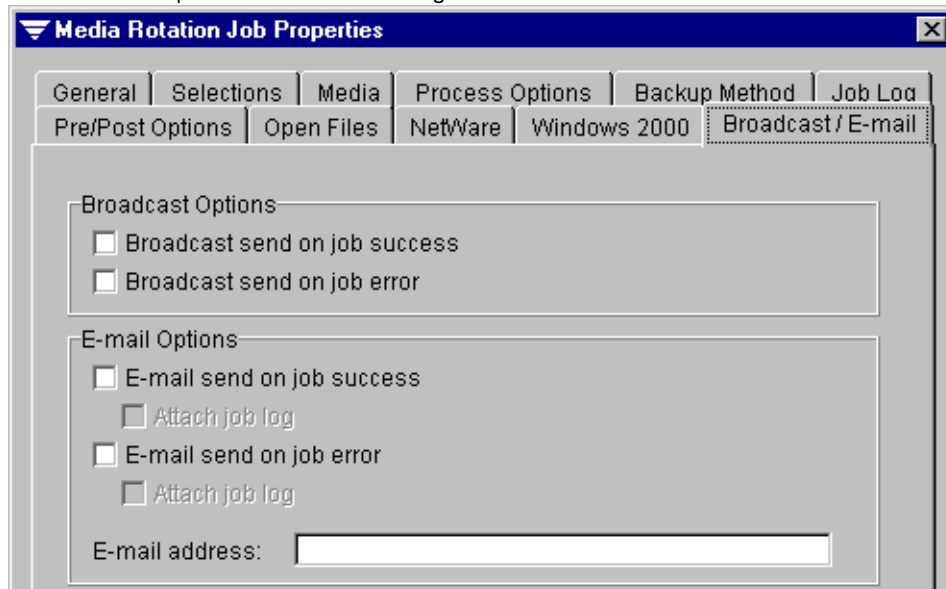 Media Rotation Job Properties
General Selections Media Process Options Backup Method Job Log
Pre/Post Options Open Files NetWare Windows 2000 Broadcast / E-mail
Broadcast Options
Broadcast send on job success
Broadcast send on job error
E-mail Options
E-mail send on job success
Attach job log
E-mail send on job error
Attach job log
E-mail address: